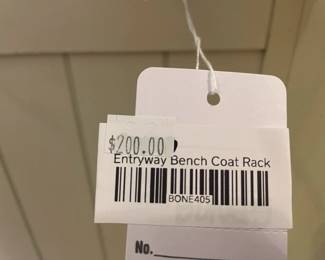 $200.00
Entryway Bench Coat Rack
BONE405
No.